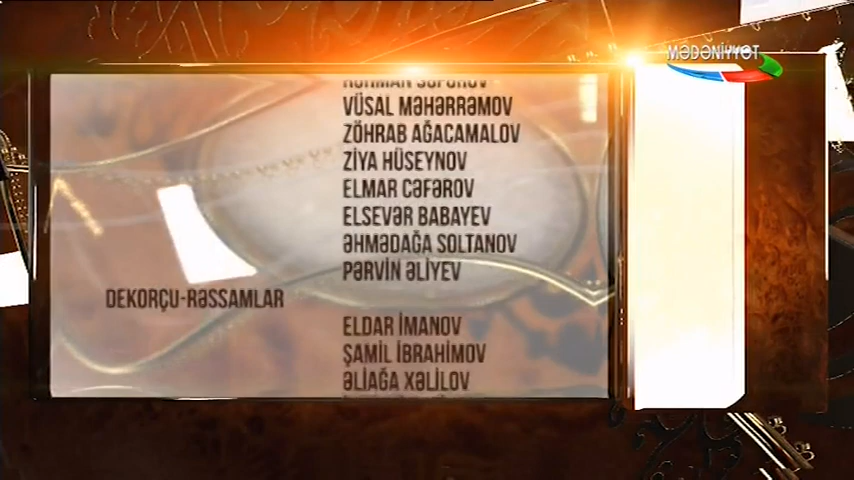 MƏDƏNİYYƏT
VÜSAL MƏHƏRRƏMOV
ZÖHRAB AĞACAMALOV
ZİYA HÜSEYNOV
ELMAR CƏFƏROV
ELSEVƏR BABAYEV
ƏHMƏDAĞA SOLTANOV
PƏRVİN ƏLİYEV
DEKORÇU-RƏSSAMLAR
ELDAR İMANOV
ŞAMİL İBRAHİMOV
ƏLİAĞA XƏLİLOV